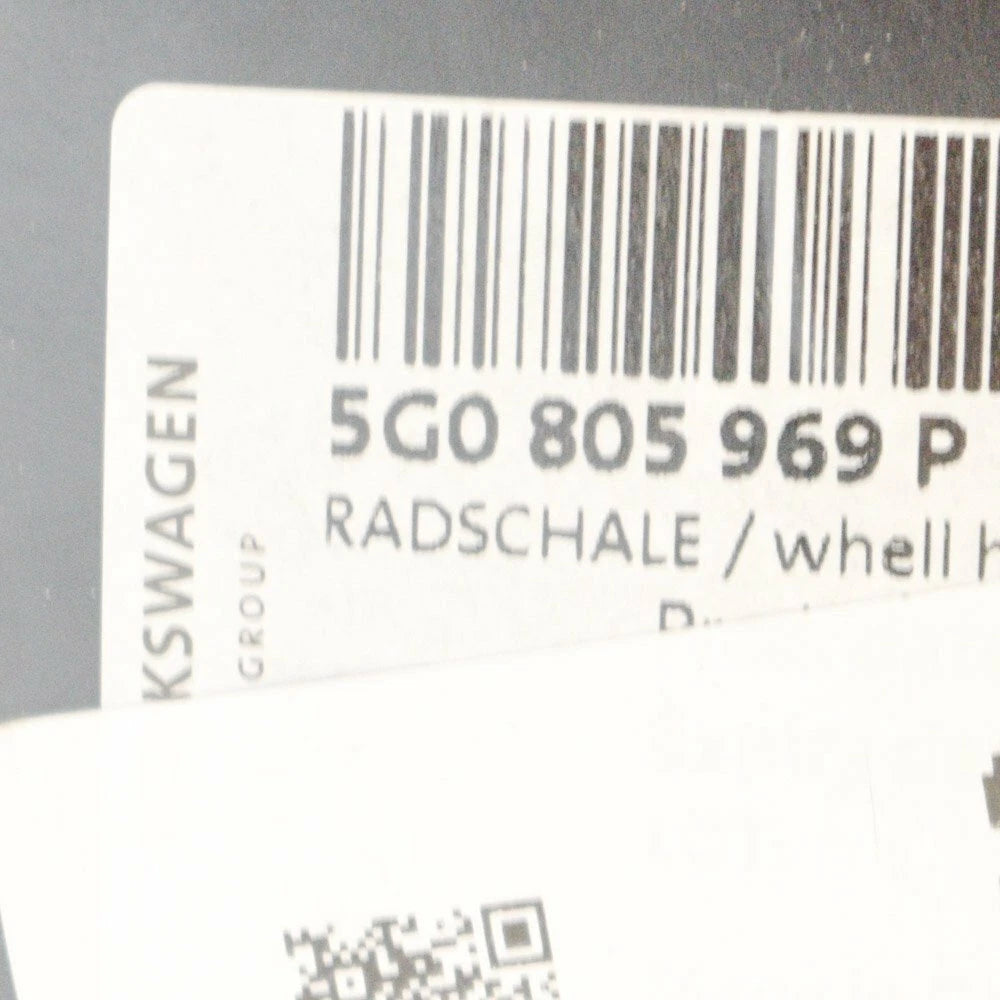 5G0 805 969 P
RADSCHALE / whell h
KSWAGEN
GROUP